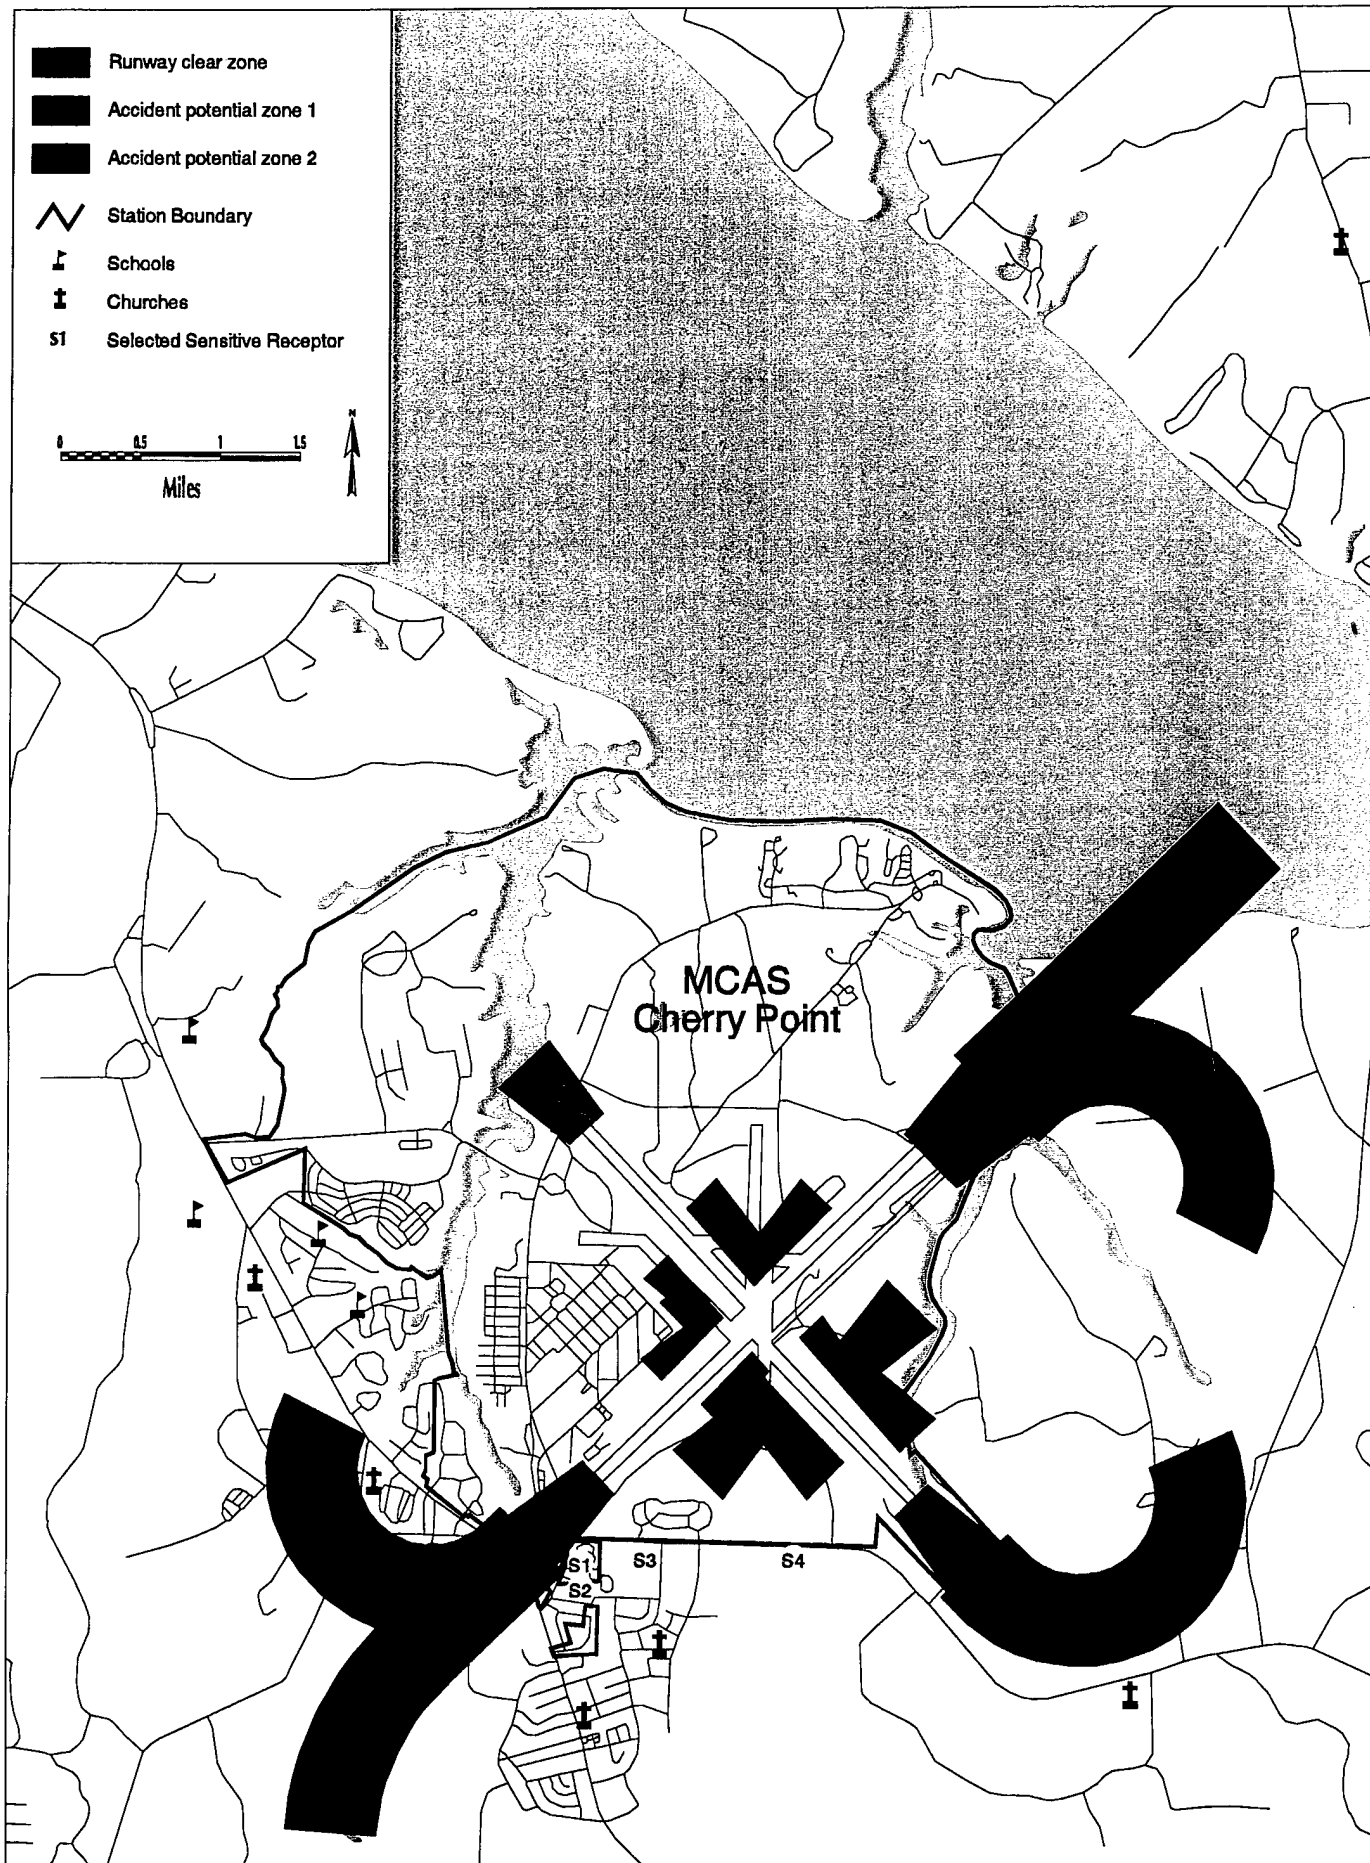 Runway clear zone
Accident potential zone 1
Accident potential zone 2
Station Boundary
Schools
Churches
S1 Selected Sensitive Receptor
N
0 0.5 1 1.5
Miles
MCAS
Cherry Point
S1 S3 S4
S2